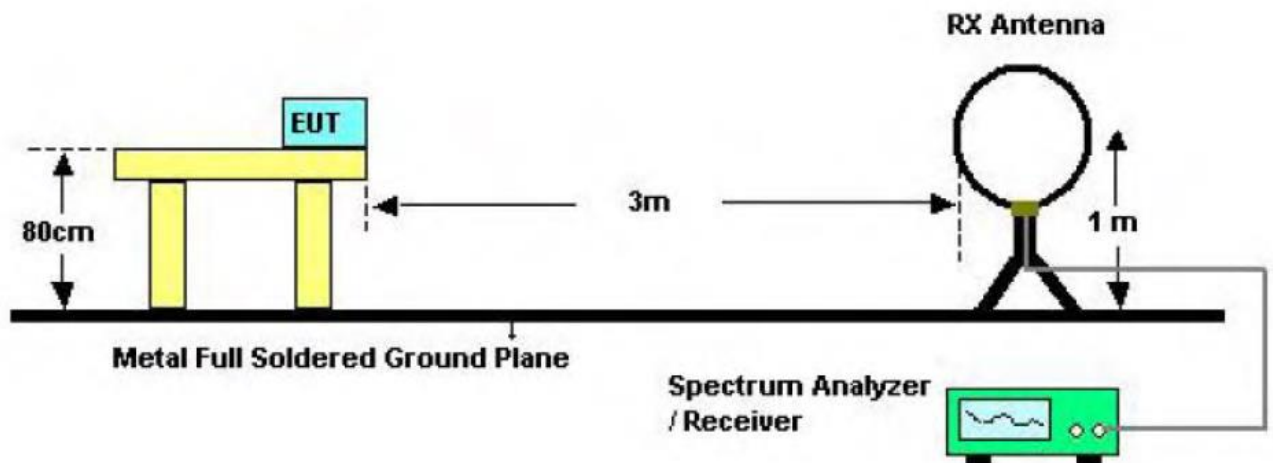 RX Antenna
EUT
80cm
3m
1 m
Metal Full Soldered Ground Plane
Spectrum Analyzer
/ Receiver